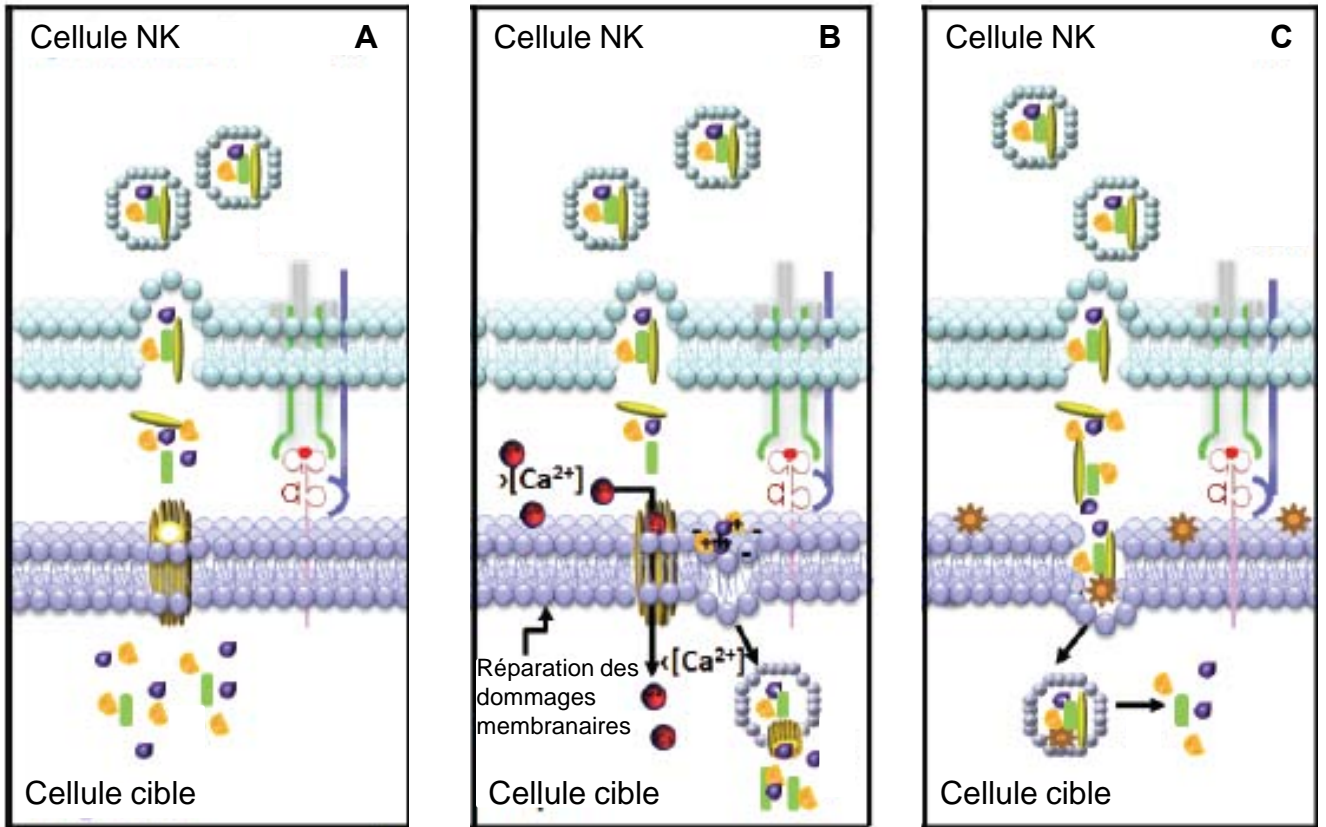 Cellule NK A
Cellule cible
Cellule NK B
›[Ca²⁺]
‹[Ca²⁺]
Réparation des
dommages
membranaires
Cellule cible
Cellule NK C
Cellule cible